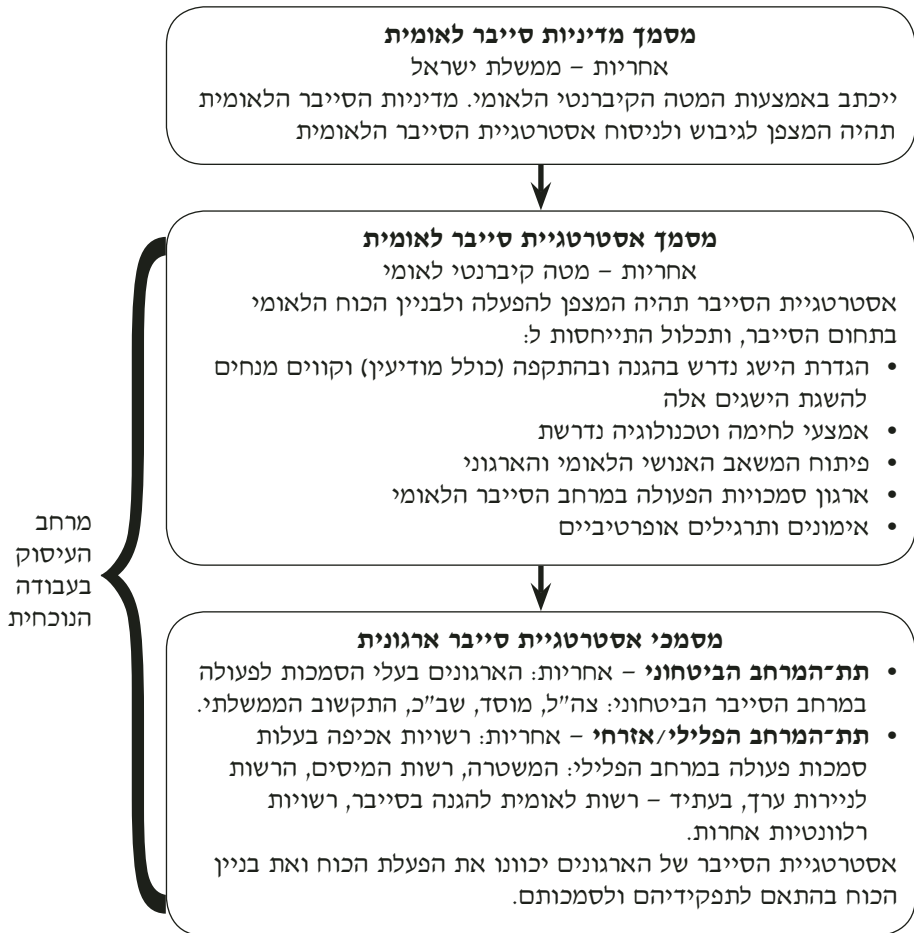 מסמך מדיניות סייבר לאומית
אחריות – ממשלת ישראל
ייכתב באמצעות המטה הקיברנטי הלאומי. מדיניות הסייבר הלאומית
תהיה המצפן לגיבוש ולניסוח אסטרטגיית הסייבר הלאומית
מסמך אסטרטגיית סייבר לאומית
אחריות – מטה קיברנטי לאומי
אסטרטגיית הסייבר תהיה המצפן להפעלה ולבניין הכוח הלאומי
בתחום הסייבר, ותכלול התייחסות ל:
• הגדרת הישג נדרש בהגנה ובהתקפה (כולל מודיעין) וקווים מנחים
להשגת הישגים אלה
• אמצעי לחימה וטכנולוגיה נדרשת
• פיתוח המשאב האנושי הלאומי והארגוני
• ארגון סמכויות הפעולה במרחב הסייבר הלאומי
• אימונים ותרגילים אופרטיביים
מרחב
העיסוק
בעבודה
הנוכחית
מסמכי אסטרטגיית סייבר ארגונית
• תת־המרחב הביטחוני – אחריות: הארגונים בעלי הסמכות לפעולה
במרחב הסייבר הביטחוני: צה"ל, מוסד, שב"כ, התקשוב הממשלתי.
• תת־המרחב הפלילי/אזרחי – אחריות: רשויות אכיפה בעלות
סמכות פעולה במרחב הפלילי: המשטרה, רשות המיסים, הרשות
לניירות ערך, בעתיד – רשות לאומית להגנה בסייבר, רשויות
רלוונטיות אחרות.
אסטרטגיית הסייבר של הארגונים יכוונו את הפעלת הכוח ואת בניין
הכוח בהתאם לתפקידיהם ולסמכותם.